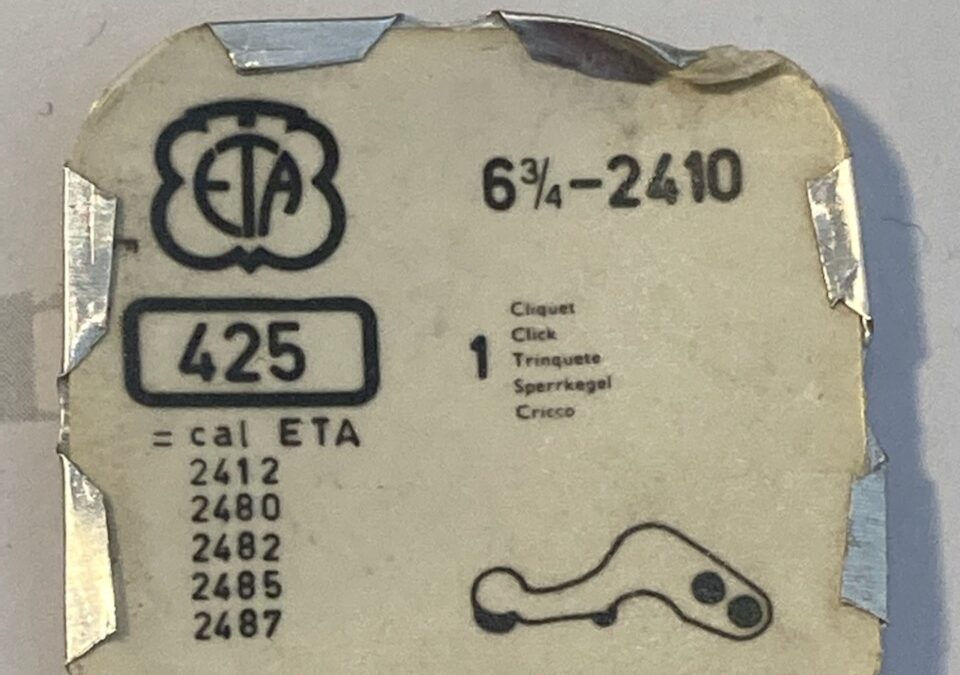 ETA
6¾-2410
425
= cal ETA
2412
2480
2482
2485
2487
1
Cliquet
Click
Trinquete
Sperrkegel
Cricco